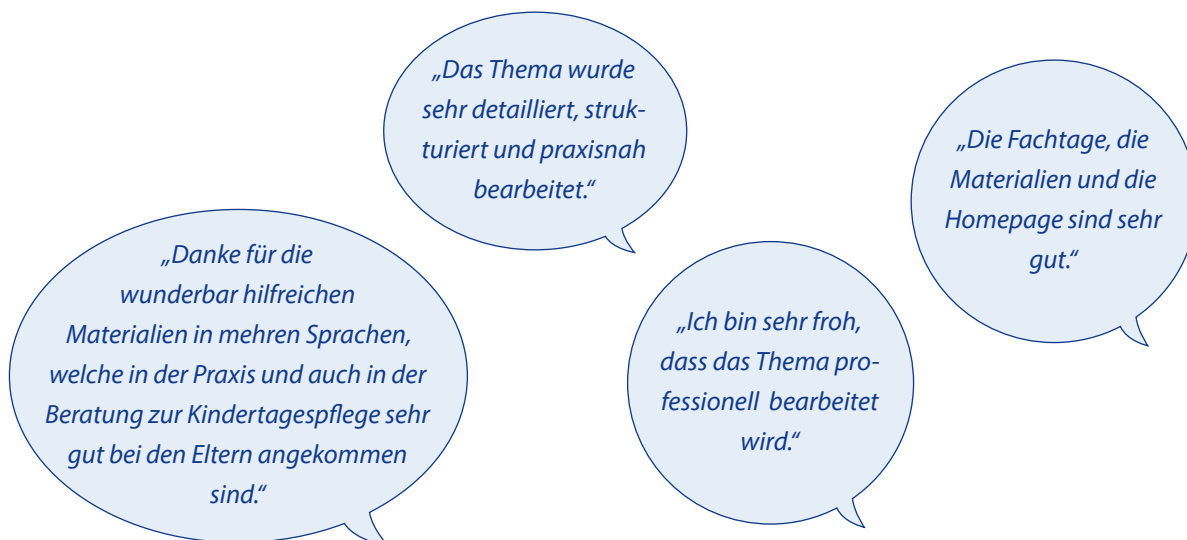 „Das Thema wurde
sehr detailliert, struk-
turiert und praxisnah
bearbeitet.“
„Die Fachtage, die
Materialien und die
Homepage sind sehr
gut.“
„Danke für die
wunderbar hilfreichen
Materialien in mehren Sprachen,
welche in der Praxis und auch in der
Beratung zur Kindertagespflege sehr
gut bei den Eltern angekommen
sind.“
„Ich bin sehr froh,
dass das Thema pro-
fessionell bearbeitet
wird.“